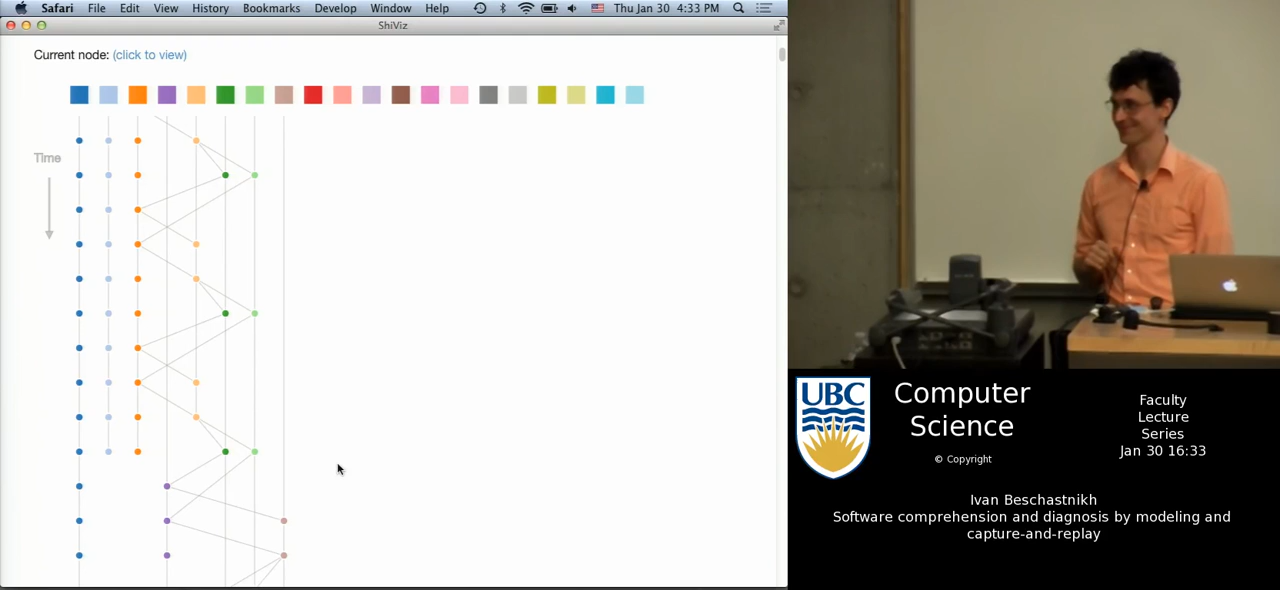 Safari File Edit View History Bookmarks Develop Window Help Thu Jan 30 4:33 PM
ShiViz
Current node: (click to view)
Time
UBC
Computer
Science
© Copyright
Faculty
Lecture
Series
Jan 30 16:33
Ivan Beschastnikh
Software comprehension and diagnosis by modeling and
capture-and-replay